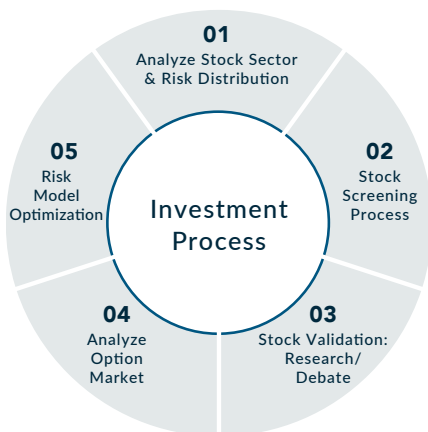 01
Analyze Stock Sector
& Risk Distribution
02
Stock
Screening
Process
03
Stock Validation:
Research/
Debate
04
Analyze
Option
Market
05
Risk
Model
Optimization
Investment
Process